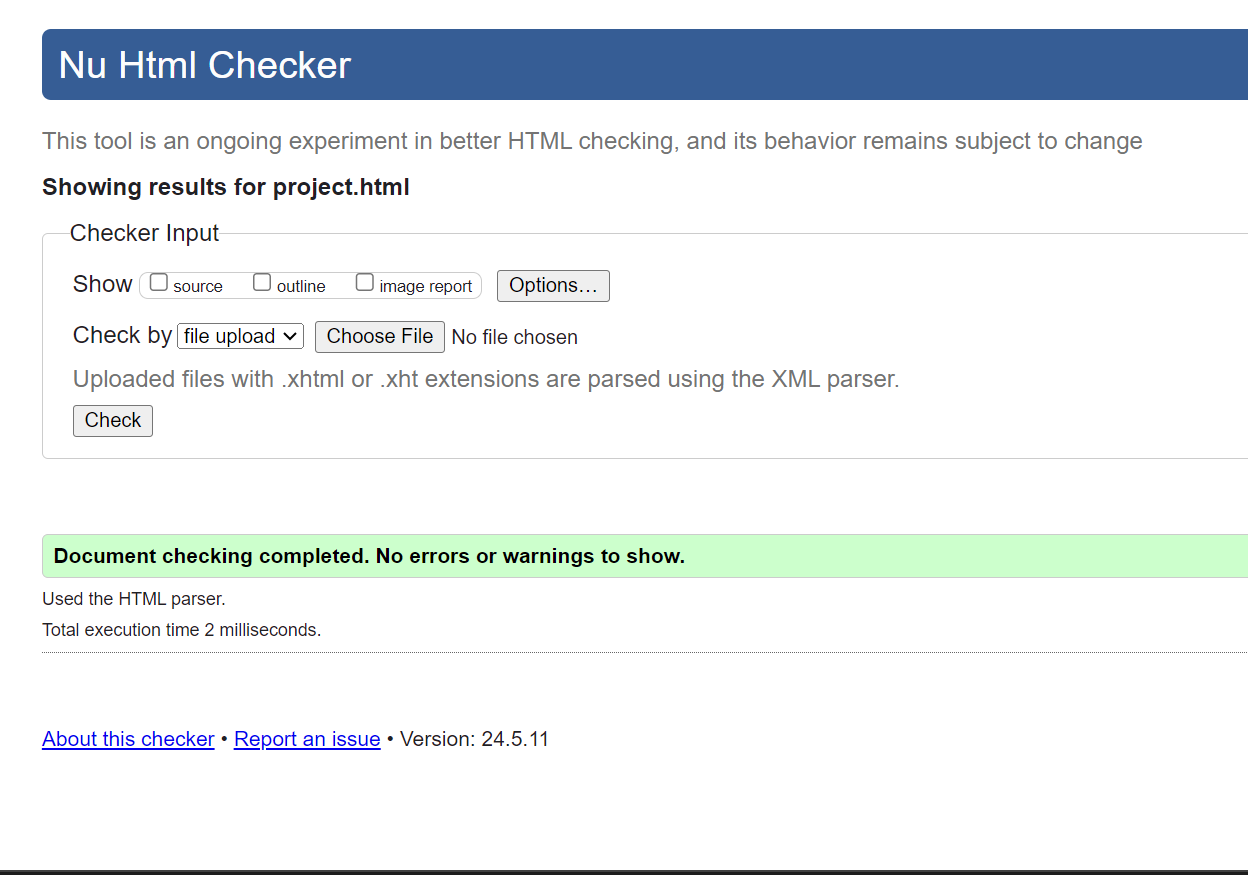 Nu Html Checker
This tool is an ongoing experiment in better HTML checking, and its behavior remains subject to change
Showing results for project.html
Checker Input
Show source outline image report Options...
Check by file upload Choose File No file chosen
Uploaded files with .xhtml or .xht extensions are parsed using the XML parser.
Check
Document checking completed. No errors or warnings to show.
Used the HTML parser.
Total execution time 2 milliseconds.
About this checker • Report an issue • Version: 24.5.11